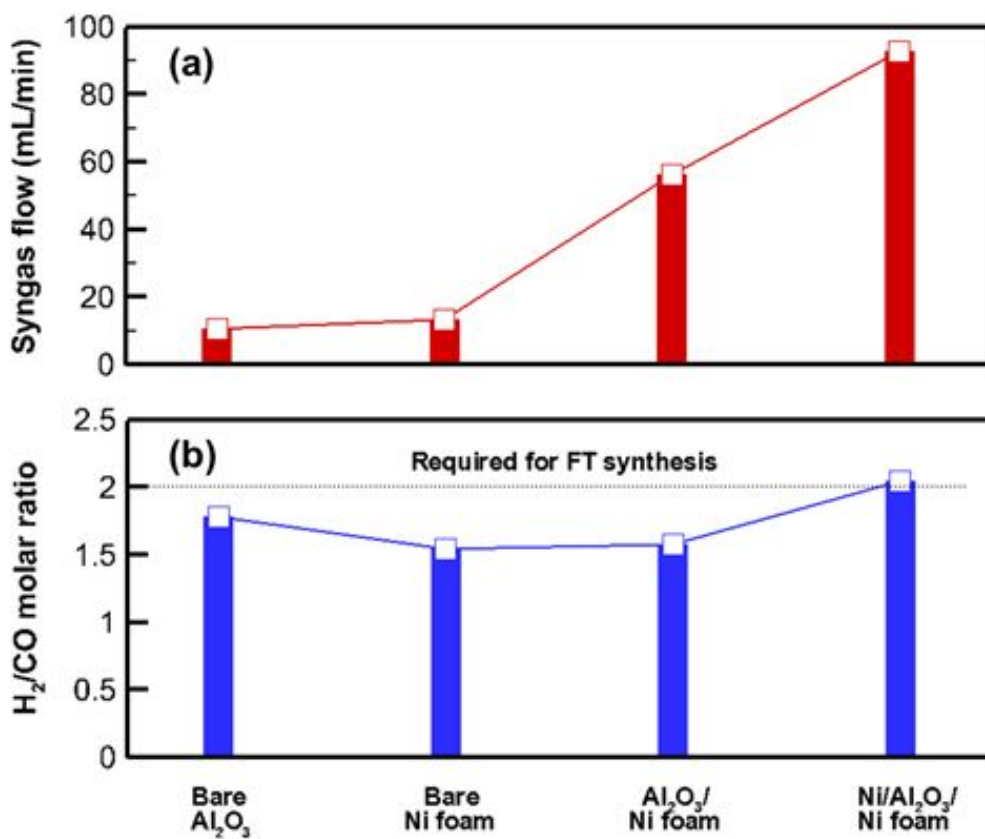 (a)
Syngas flow (mL/min)
100
80
60
40
20
0
(b)
Required for FT synthesis
H₂/CO molar ratio
2.5
2
1.5
1
0.5
0
Bare
Al₂O₃
Bare
Ni foam
Al₂O₃/
Ni foam
Ni/Al₂O₃/
Ni foam